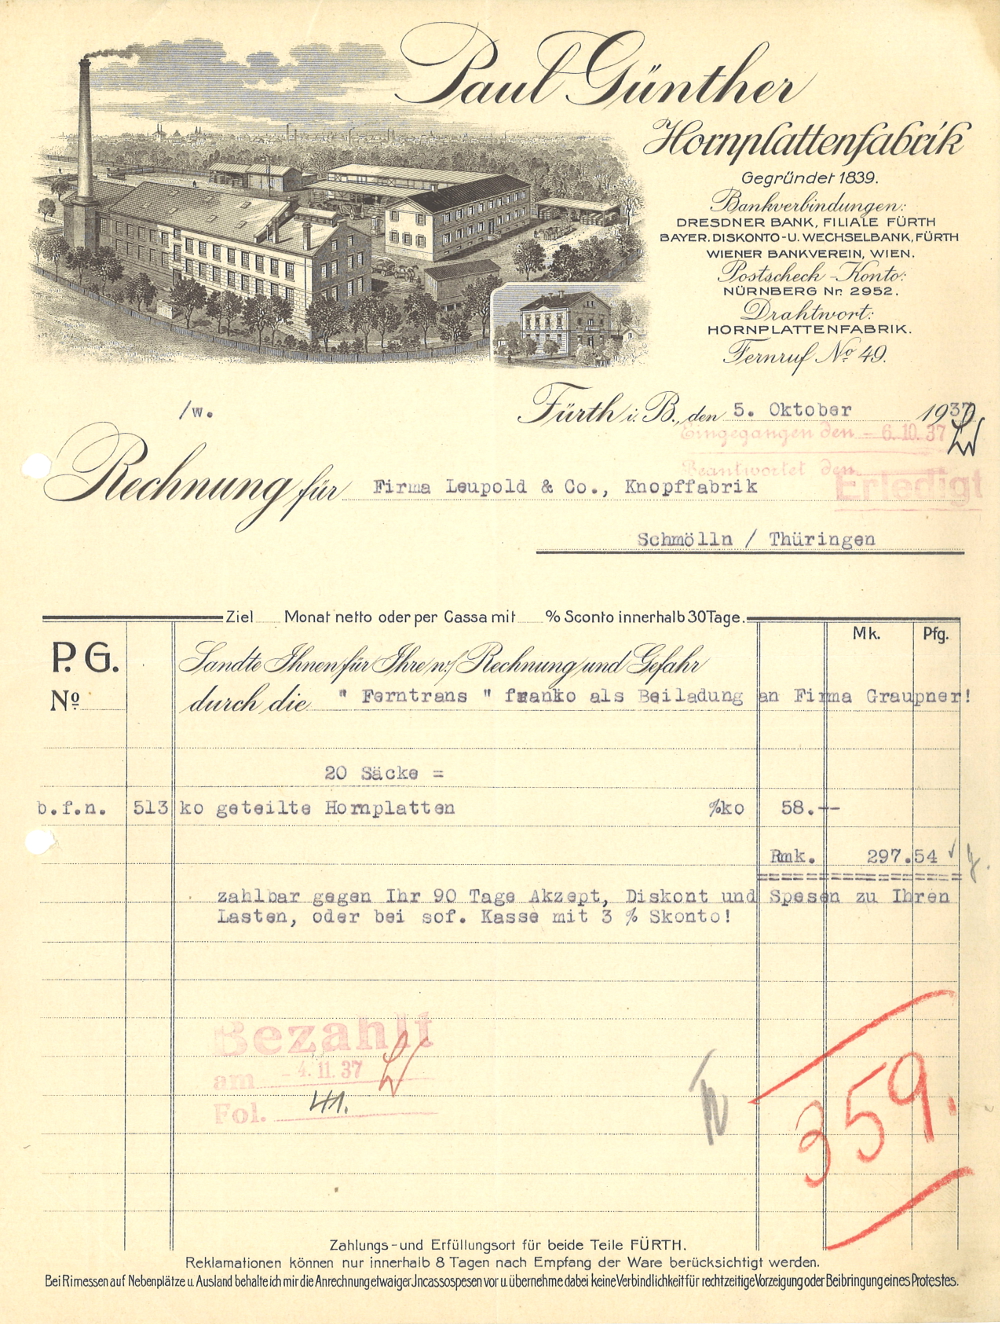 Paul Günther
Hornplattenfabrik
Gegründet 1839.
Bankverbindungen:
DRESDNER BANK, FILIALE FÜRTH
BAYER. DISKONTO- U. WECHSELBANK, FÜRTH
WIENER BANKVEREIN, WIEN.
Postscheck-Konto:
NÜRNBERG Nr. 2952.
Drahtwort:
HORNPLATTENFABRIK.
Fernruf No 49.
/w.
Fürth i. B., den 5. Oktober 1937
Eingegangen den - 6.10.37
Beantwortet den
Erledigt
Rechnung für Firma Leupold & Co., Knopffabrik
Schmölln / Thüringen
Ziel Monat netto oder per Cassa mit % Sconto innerhalb 30 Tage.
Mk. Pfg.
P. G. Sandte Ihnen für Ihre n:/ Rechnung und Gefahr
No durch die " Ferntrans " franko als Beiladung an Firma Graupner!
20 Säcke =
b.f.n. 513 ko geteilte Hornplatten %ko 58.--
Rmk. 297.54
zahlbar gegen Ihr 90 Tage Akzept, Diskont und Spesen zu Ihren
Lasten, oder bei sof. Kasse mit 3 % Skonto!
Bezahlt
am - 4. 11. 37
Fol. 41.
359.
Zahlungs- und Erfüllungsort für beide Teile FÜRTH.
Reklamationen können nur innerhalb 8 Tagen nach Empfang der Ware berücksichtigt werden.
Bei Rimessen auf Nebenplätze u. Ausland behalte ich mir die Anrechnung etwaiger Jncassospesen vor u. übernehme dabei keine Verbindlichkeit für rechtzeitige Vorzeigung oder Beibringung eines Protestes.